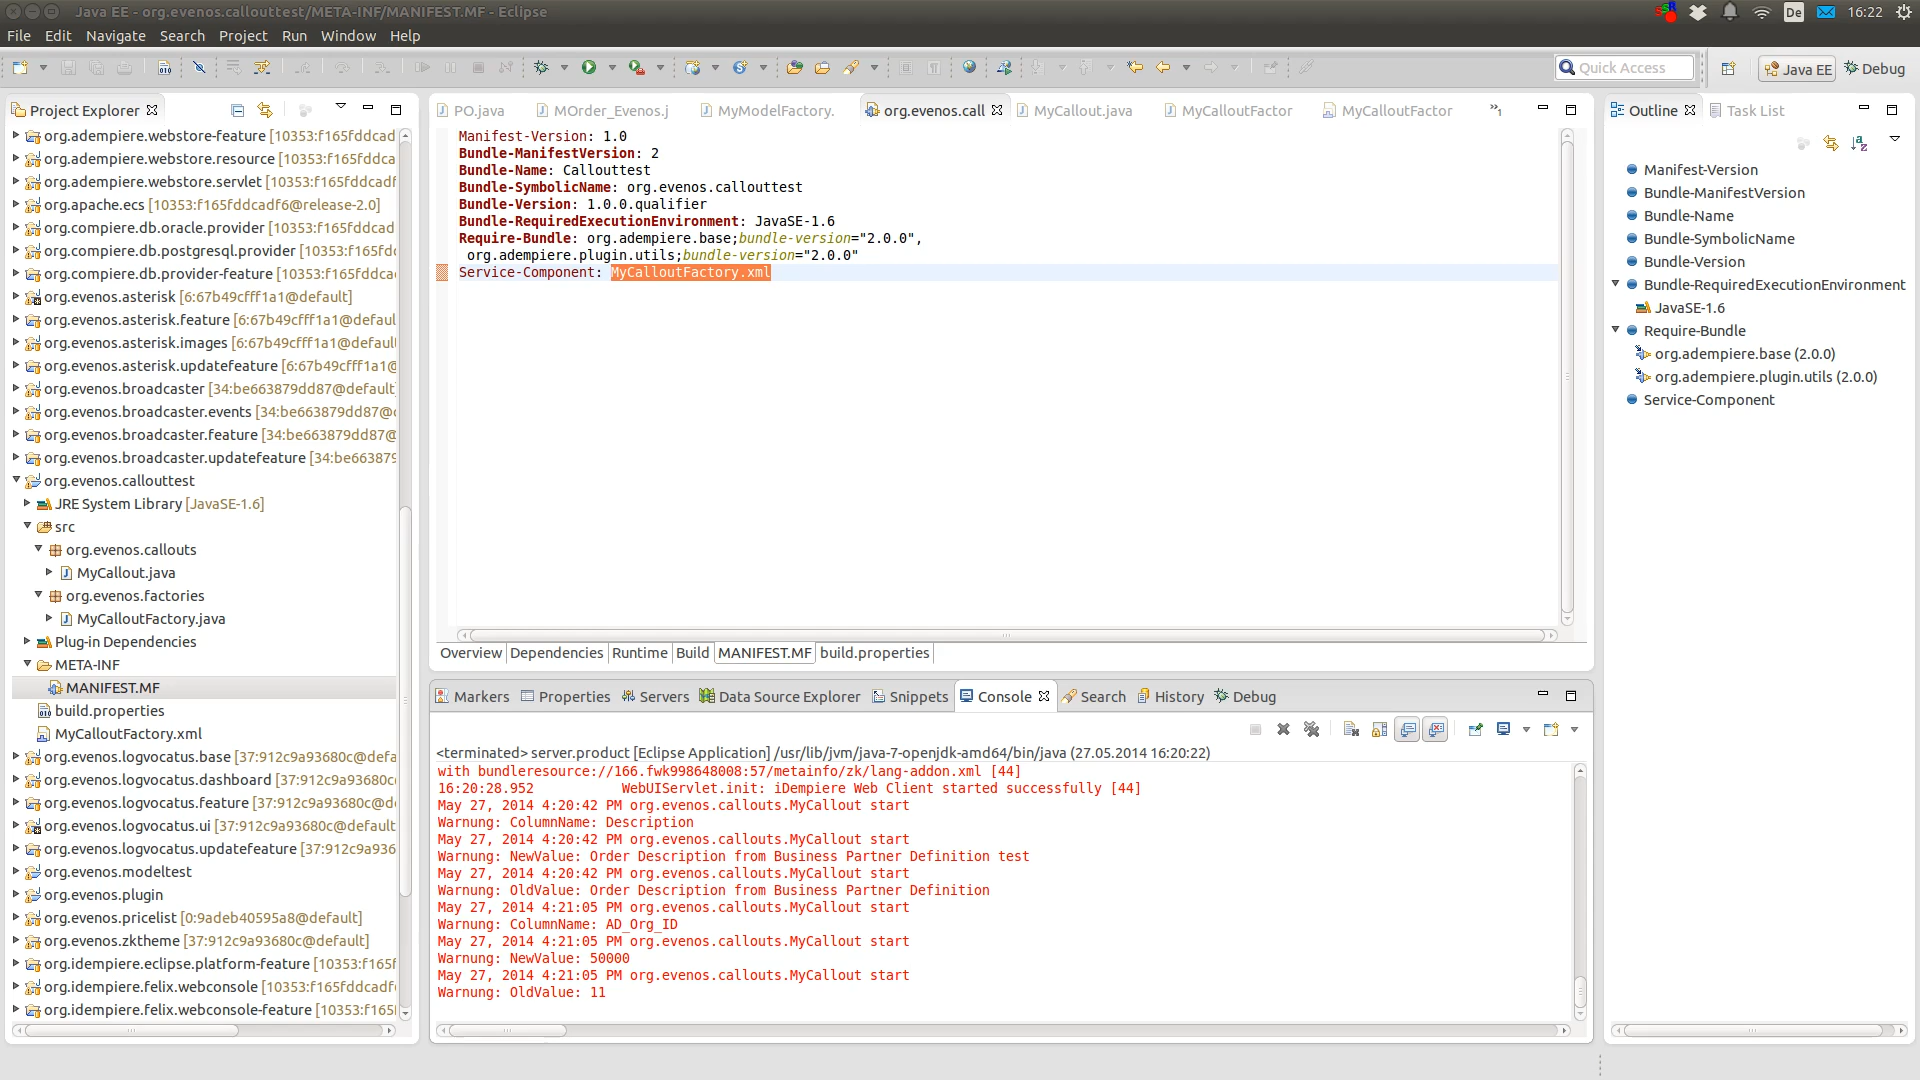 Java EE - org.evenos.callouttest/META-INF/MANIFEST.MF - Eclipse
De
16:22
File Edit Navigate Search Project Run Window Help
Quick Access
Java EE
Debug
Project Explorer
org.adempiere.webstore-feature [10353:f165fddcad
org.adempiere.webstore.resource [10353:f165fddca
org.adempiere.webstore.servlet [10353:f165fddcadf
org.apache.ecs [10353:f165fddcadf6@release-2.0]
org.compiere.db.oracle.provider [10353:f165fddcad
org.compiere.db.postgresql.provider [10353:f165fdc
org.compiere.db.provider-feature [10353:f165fddca
org.evenos.asterisk [6:67b49cfff1a1@default]
org.evenos.asterisk.feature [6:67b49cfff1a1@defaul
org.evenos.asterisk.images [6:67b49cfff1a1@defaul
org.evenos.asterisk.updatefeature [6:67b49cfff1a1@
org.evenos.broadcaster [34:be663879dd87@default
org.evenos.broadcaster.events [34:be663879dd87@
org.evenos.broadcaster.feature [34:be663879dd87@
org.evenos.broadcaster.updatefeature [34:be663879
org.evenos.callouttest
JRE System Library [JavaSE-1.6]
src
org.evenos.callouts
MyCallout.java
org.evenos.factories
MyCalloutFactory.java
Plug-in Dependencies
META-INF
MANIFEST.MF
build.properties
MyCalloutFactory.xml
org.evenos.logvocatus.base [37:912c9a93680c@defa
org.evenos.logvocatus.dashboard [37:912c9a93680c
org.evenos.logvocatus.feature [37:912c9a93680c@d
org.evenos.logvocatus.ui [37:912c9a93680c@default
org.evenos.logvocatus.updatefeature [37:912c9a936
org.evenos.modeltest
org.evenos.plugin
org.evenos.pricelist [0:9adeb40595a8@default]
org.evenos.zktheme [37:912c9a93680c@default]
org.idempiere.eclipse.platform-feature [10353:f165f
org.idempiere.felix.webconsole [10353:f165fddcadf
org.idempiere.felix.webconsole-feature [10353:f165
PO.java MOrder_Evenos.j MyModelFactory. org.evenos.call MyCallout.java MyCalloutFactor MyCalloutFactor »1
Manifest-Version: 1.0
Bundle-ManifestVersion: 2
Bundle-Name: Callouttest
Bundle-SymbolicName: org.evenos.callouttest
Bundle-Version: 1.0.0.qualifier
Bundle-RequiredExecutionEnvironment: JavaSE-1.6
Require-Bundle: org.adempiere.base;bundle-version="2.0.0",
org.adempiere.plugin.utils;bundle-version="2.0.0"
Service-Component: MyCalloutFactory.xml
Overview Dependencies Runtime Build MANIFEST.MF build.properties
Markers Properties Servers Data Source Explorer Snippets Console Search History Debug
<terminated> server.product [Eclipse Application] /usr/lib/jvm/java-7-openjdk-amd64/bin/java (27.05.2014 16:20:22)
with bundleresource://166.fwk998648008:57/metainfo/zk/lang-addon.xml [44]
16:20:28.952 WebUIServlet.init: iDempiere Web Client started successfully [44]
May 27, 2014 4:20:42 PM org.evenos.callouts.MyCallout start
Warnung: ColumnName: Description
May 27, 2014 4:20:42 PM org.evenos.callouts.MyCallout start
Warnung: NewValue: Order Description from Business Partner Definition test
May 27, 2014 4:20:42 PM org.evenos.callouts.MyCallout start
Warnung: OldValue: Order Description from Business Partner Definition
May 27, 2014 4:21:05 PM org.evenos.callouts.MyCallout start
Warnung: ColumnName: AD_Org_ID
May 27, 2014 4:21:05 PM org.evenos.callouts.MyCallout start
Warnung: NewValue: 50000
May 27, 2014 4:21:05 PM org.evenos.callouts.MyCallout start
Warnung: OldValue: 11
Outline Task List
Manifest-Version
Bundle-ManifestVersion
Bundle-Name
Bundle-SymbolicName
Bundle-Version
Bundle-RequiredExecutionEnvironment
JavaSE-1.6
Require-Bundle
org.adempiere.base (2.0.0)
org.adempiere.plugin.utils (2.0.0)
Service-Component